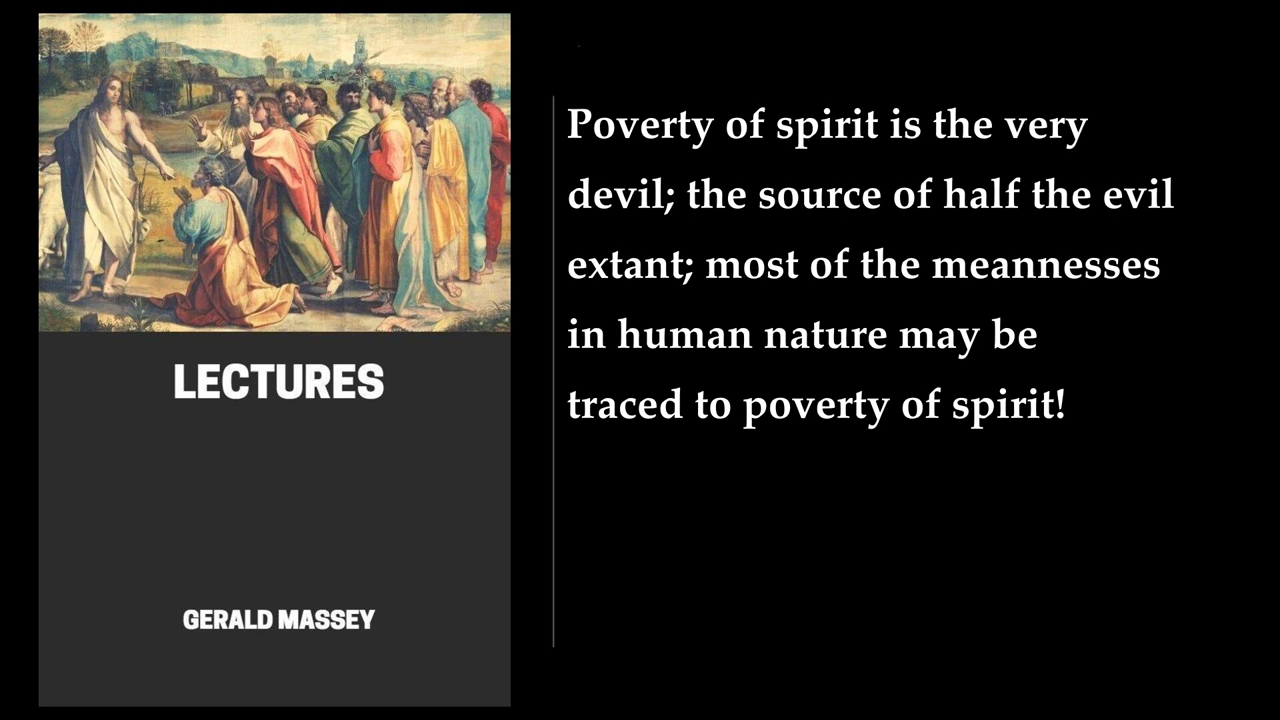 LECTURES
GERALD MASSEY
Poverty of spirit is the very
devil; the source of half the evil
extant; most of the meannesses
in human nature may be
traced to poverty of spirit!